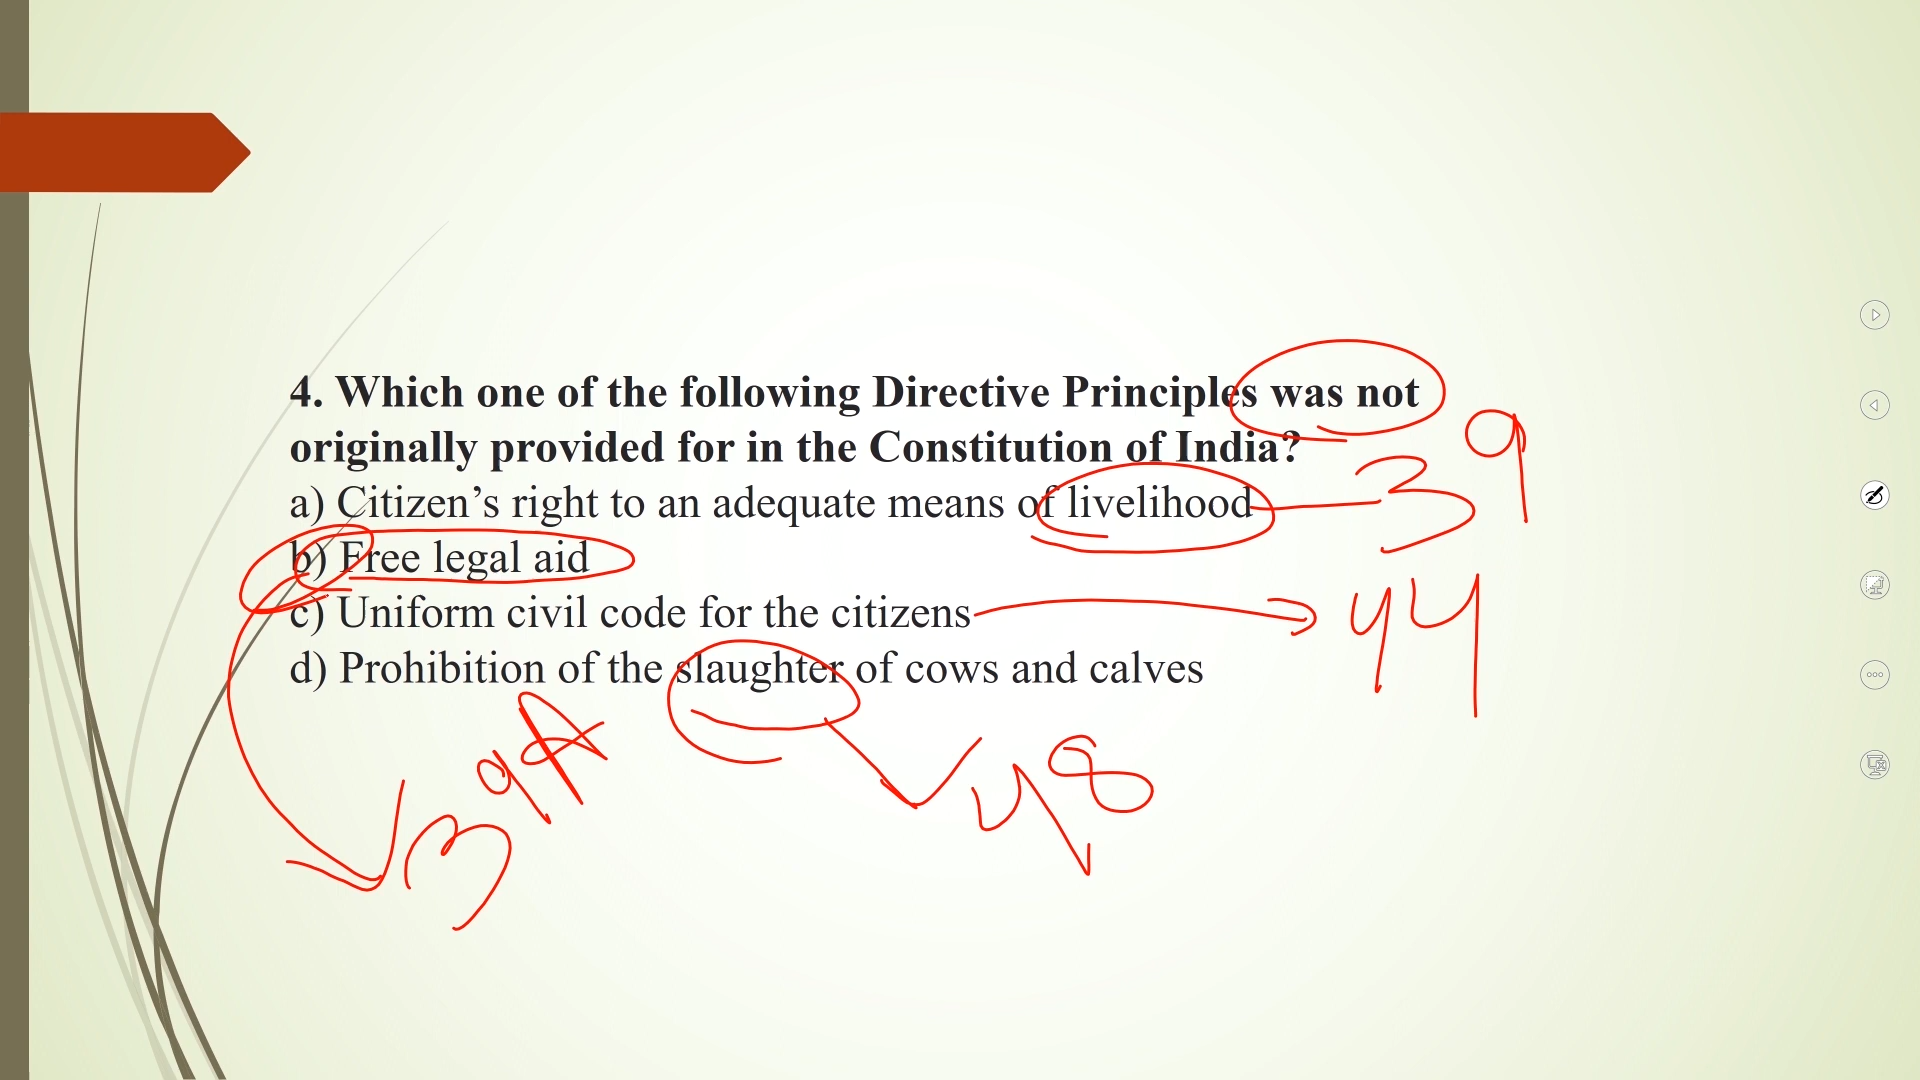 4. Which one of the following Directive Principles was not
originally provided for in the Constitution of India?
a) Citizen’s right to an adequate means of livelihood
39
b) Free legal aid
c) Uniform civil code for the citizens
44
d) Prohibition of the slaughter of cows and calves
39A
48